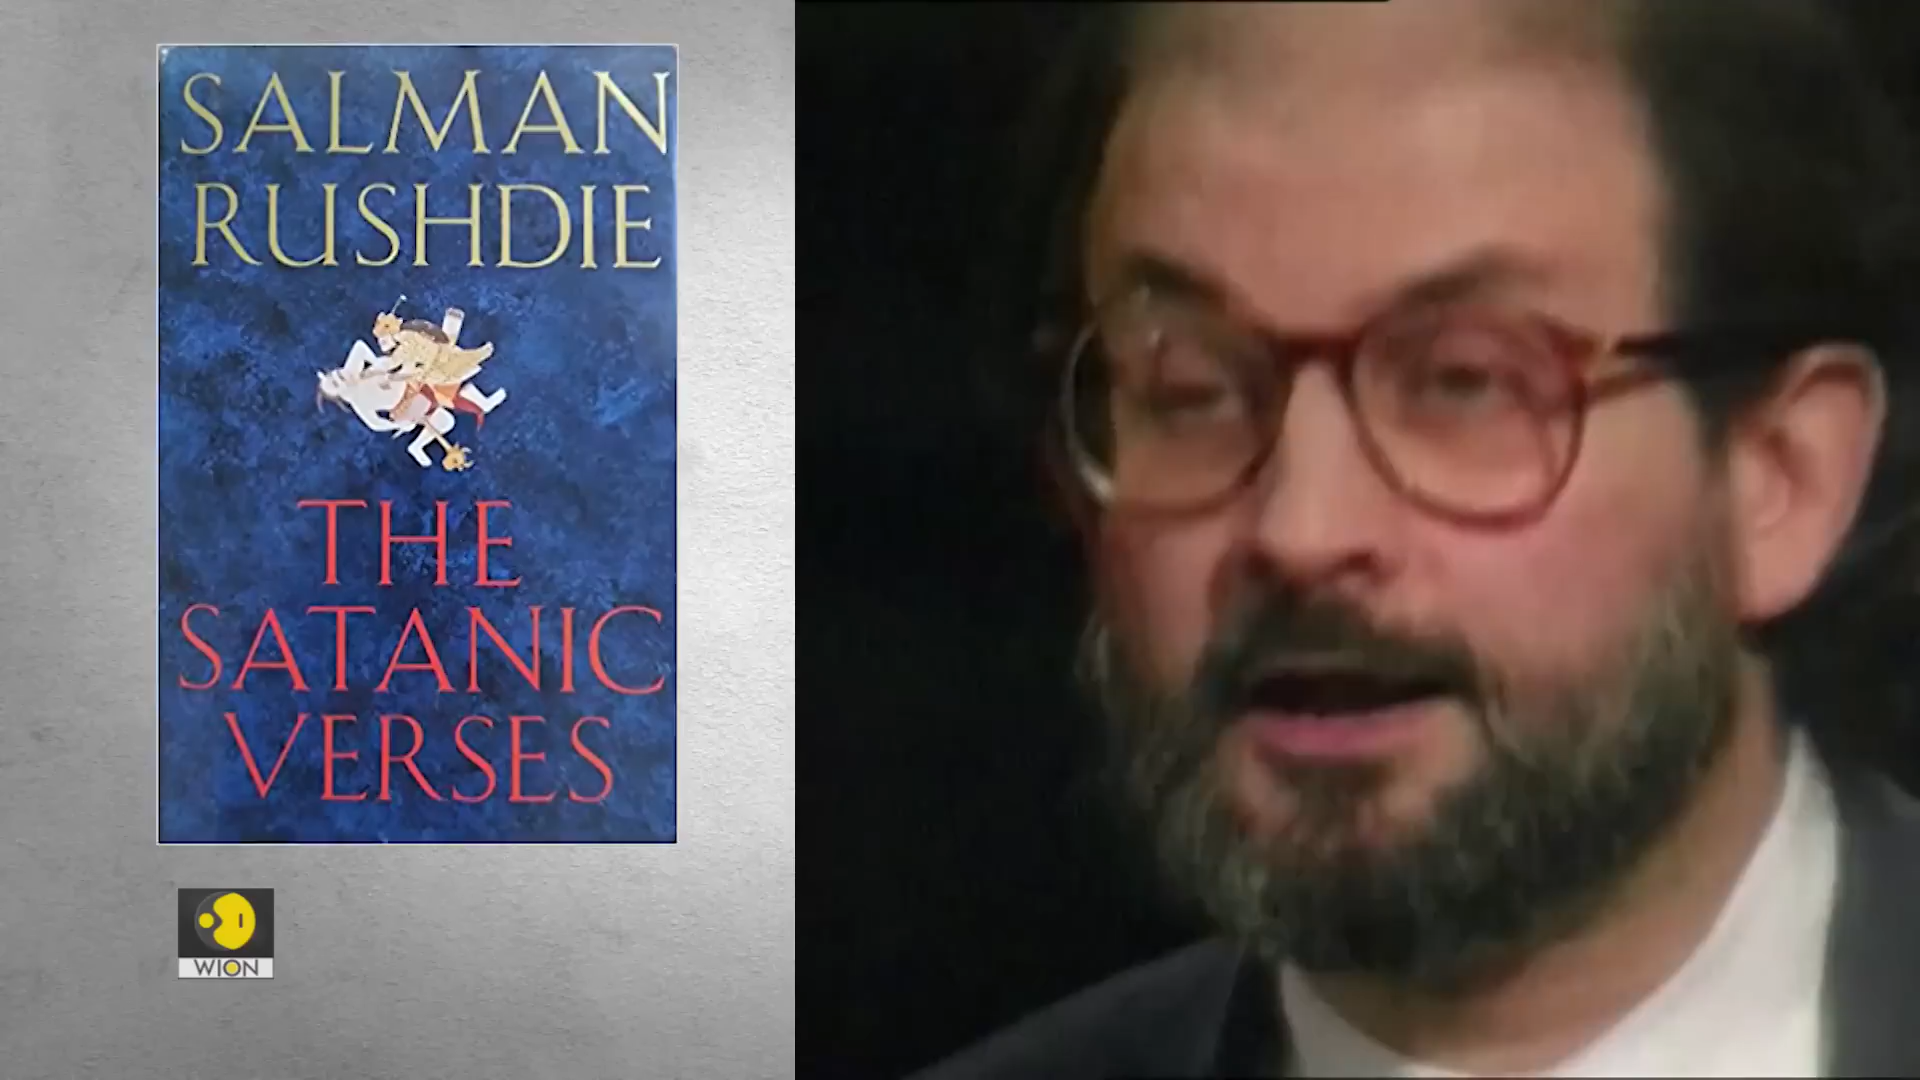 SALMAN
RUSHDIE
THE
SATANIC
VERSES
WION